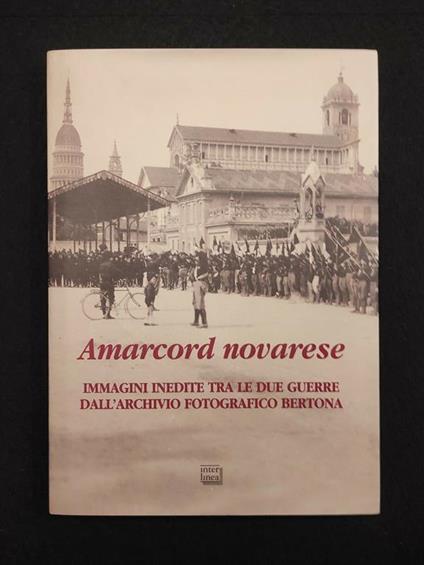 Amarcord novarese
IMMAGINI INEDITE TRA LE DUE GUERRE
DALL'ARCHIVIO FOTOGRAFICO BERTONA
inter
linea